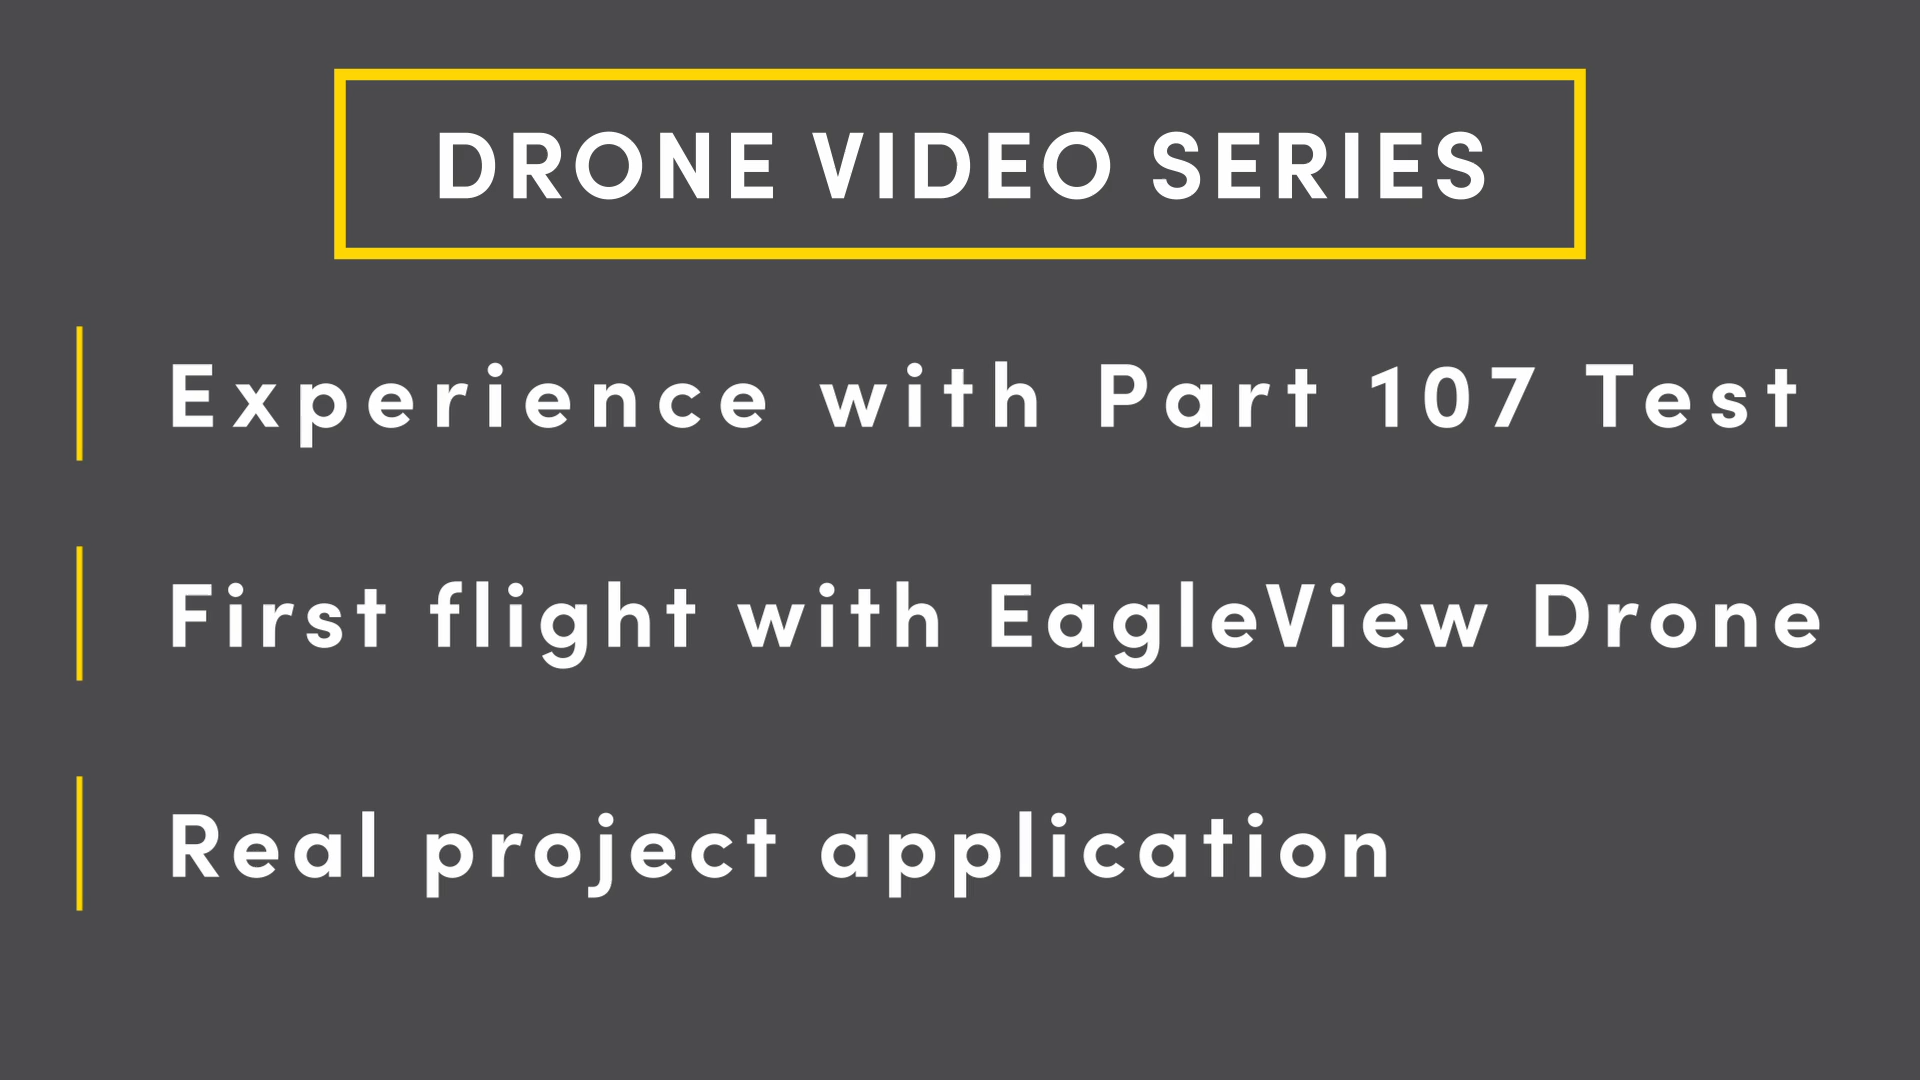 DRONE VIDEO SERIES
Experience with Part 107 Test
First flight with EagleView Drone
Real project application